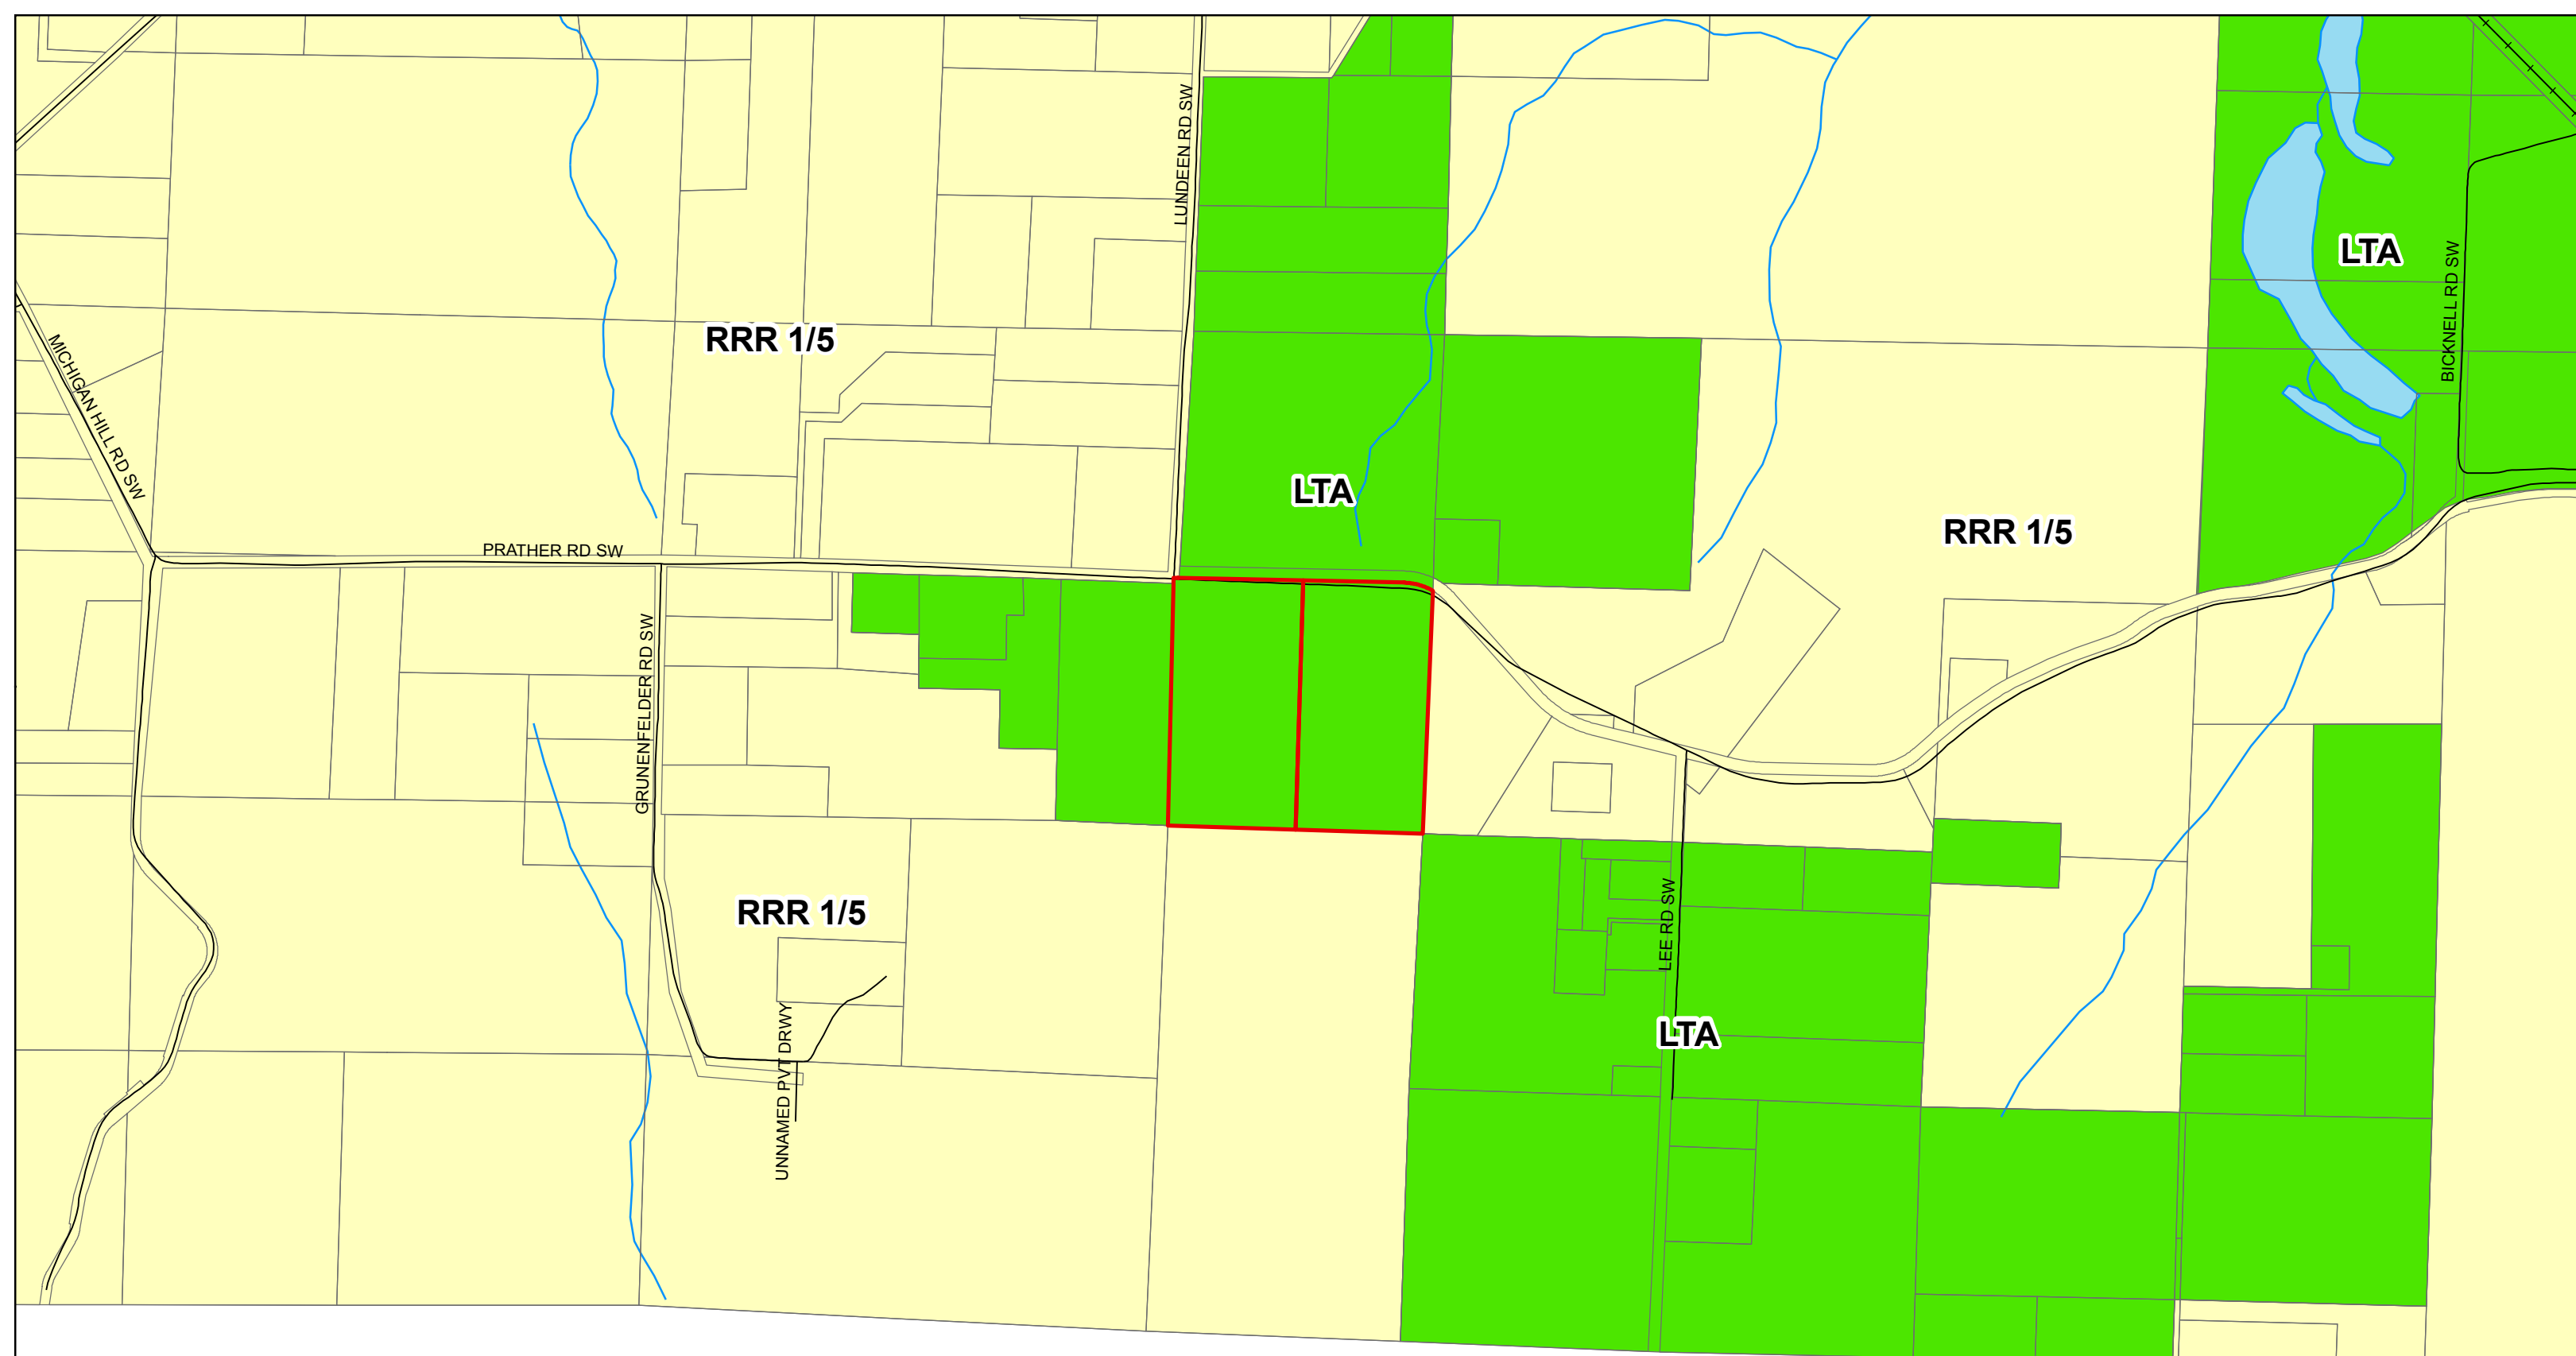 LUNDEEN RD SW
LTA
BICKNELL RD SW
RRR 1/5
MICHIGAN HILL RD SW
LTA
RRR 1/5
PRATHER RD SW
GRUNENFELDER RD SW
RRR 1/5
LEE RD SW
LTA
UNNAMED PVT DRWY